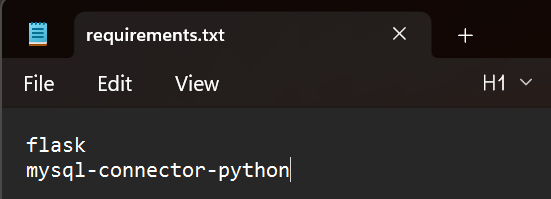 requirements.txt
File Edit View H1
flask
mysql-connector-python